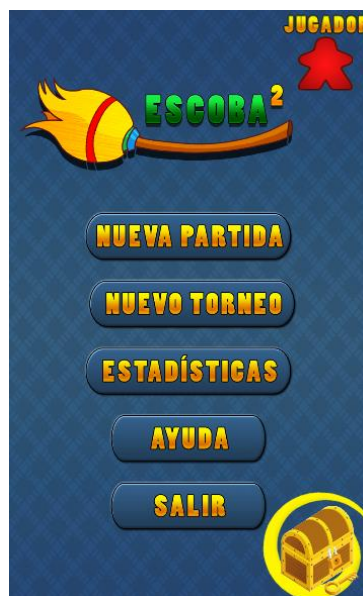 JUGADOR
ESCOBA²
NUEVA PARTIDA
NUEVO TORNEO
ESTADÍSTICAS
AYUDA
SALIR